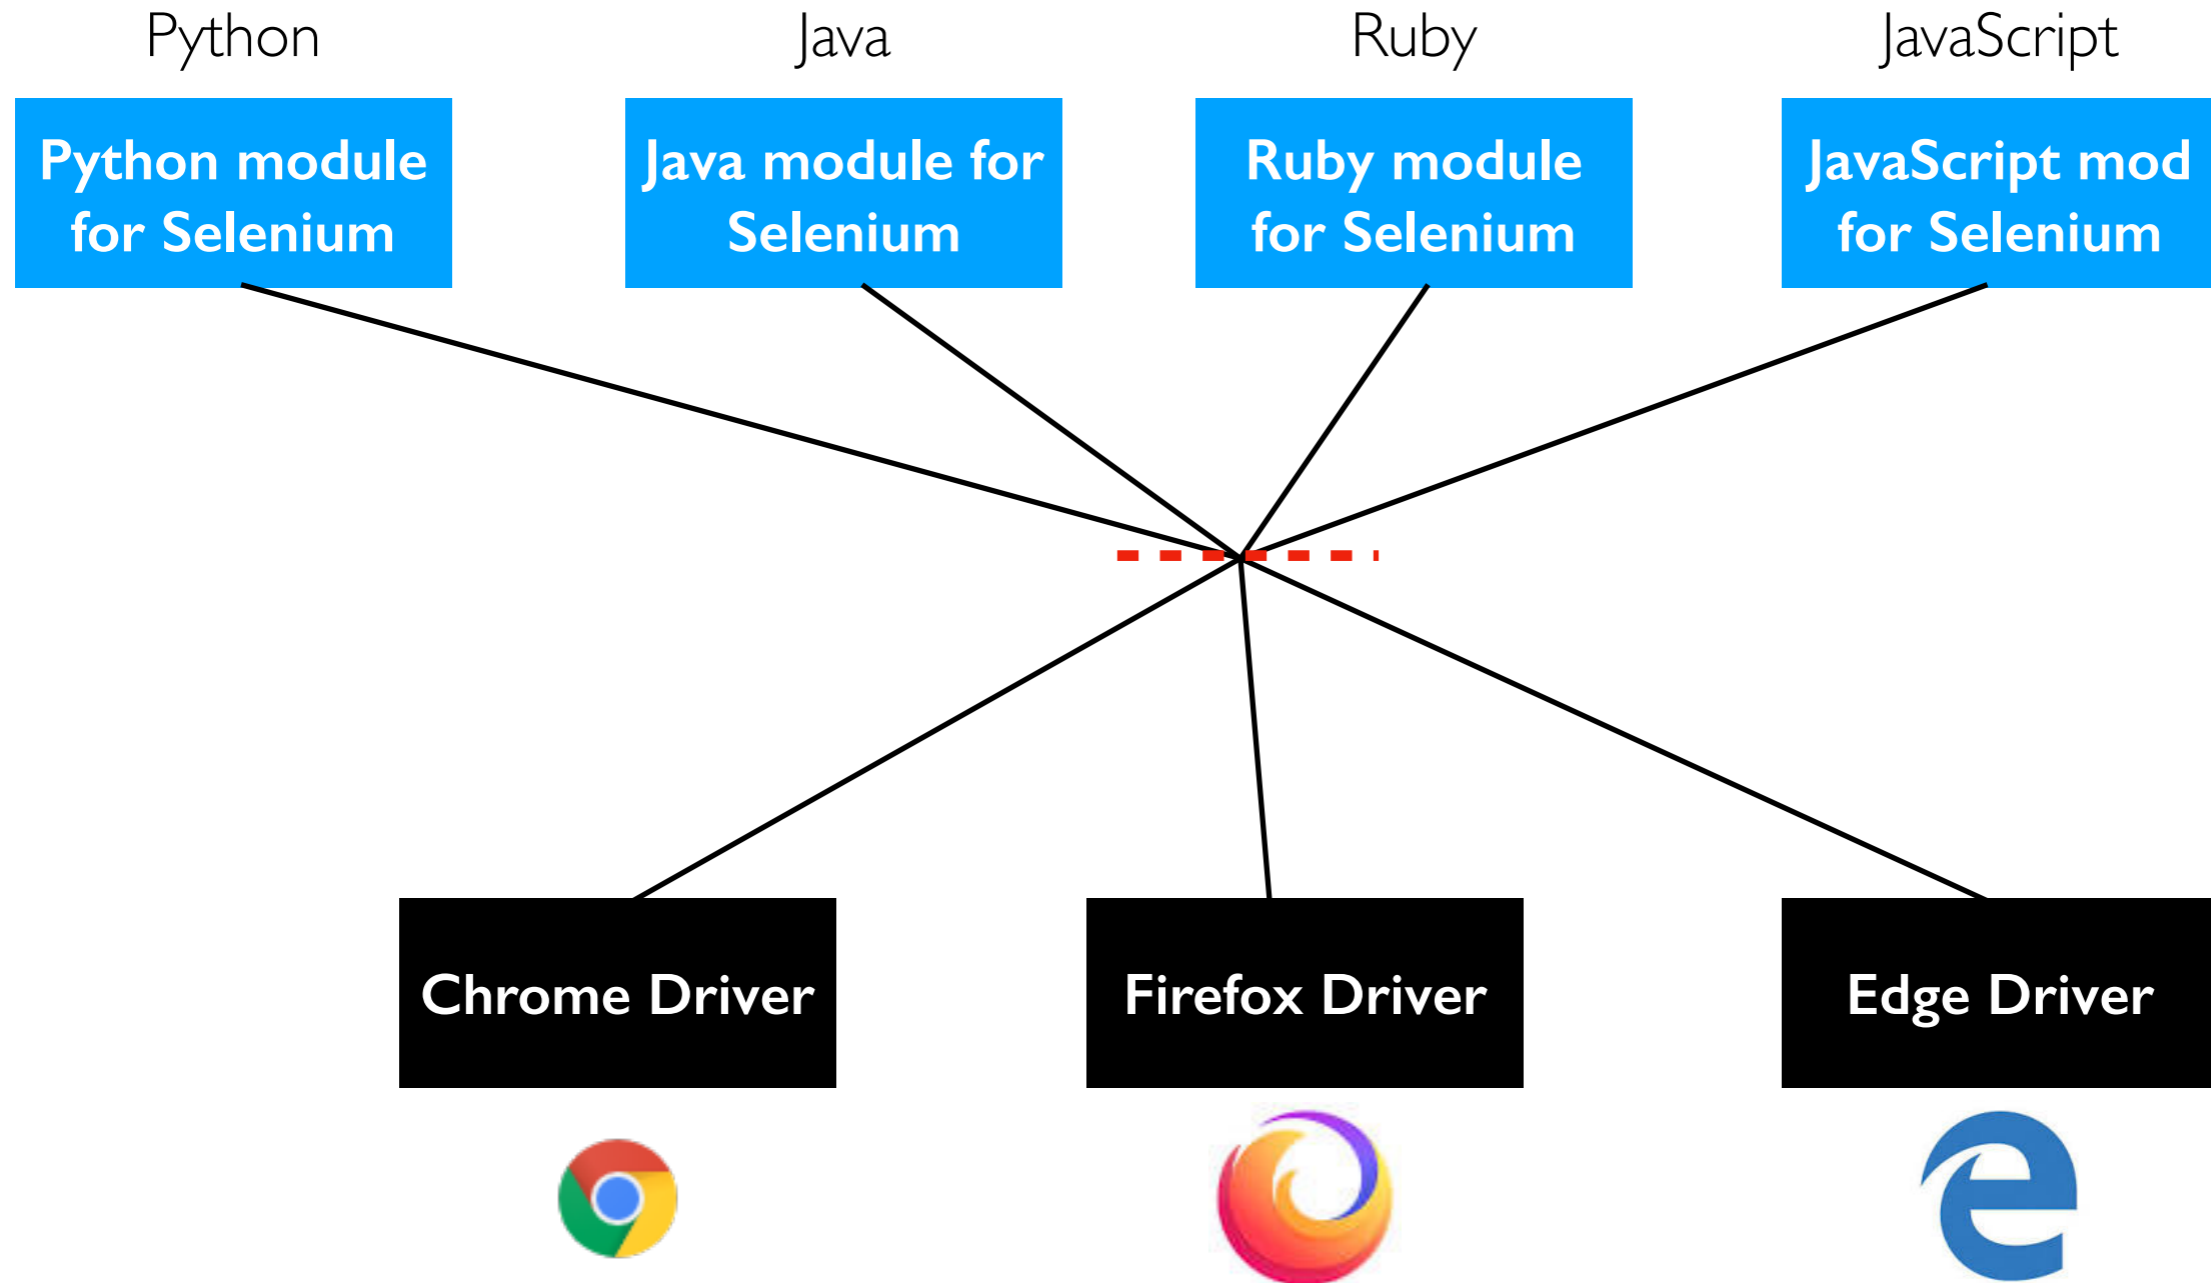 Python
Java
Ruby
JavaScript
Python module
for Selenium
Java module for
Selenium
Ruby module
for Selenium
JavaScript mod
for Selenium
Chrome Driver
Firefox Driver
Edge Driver